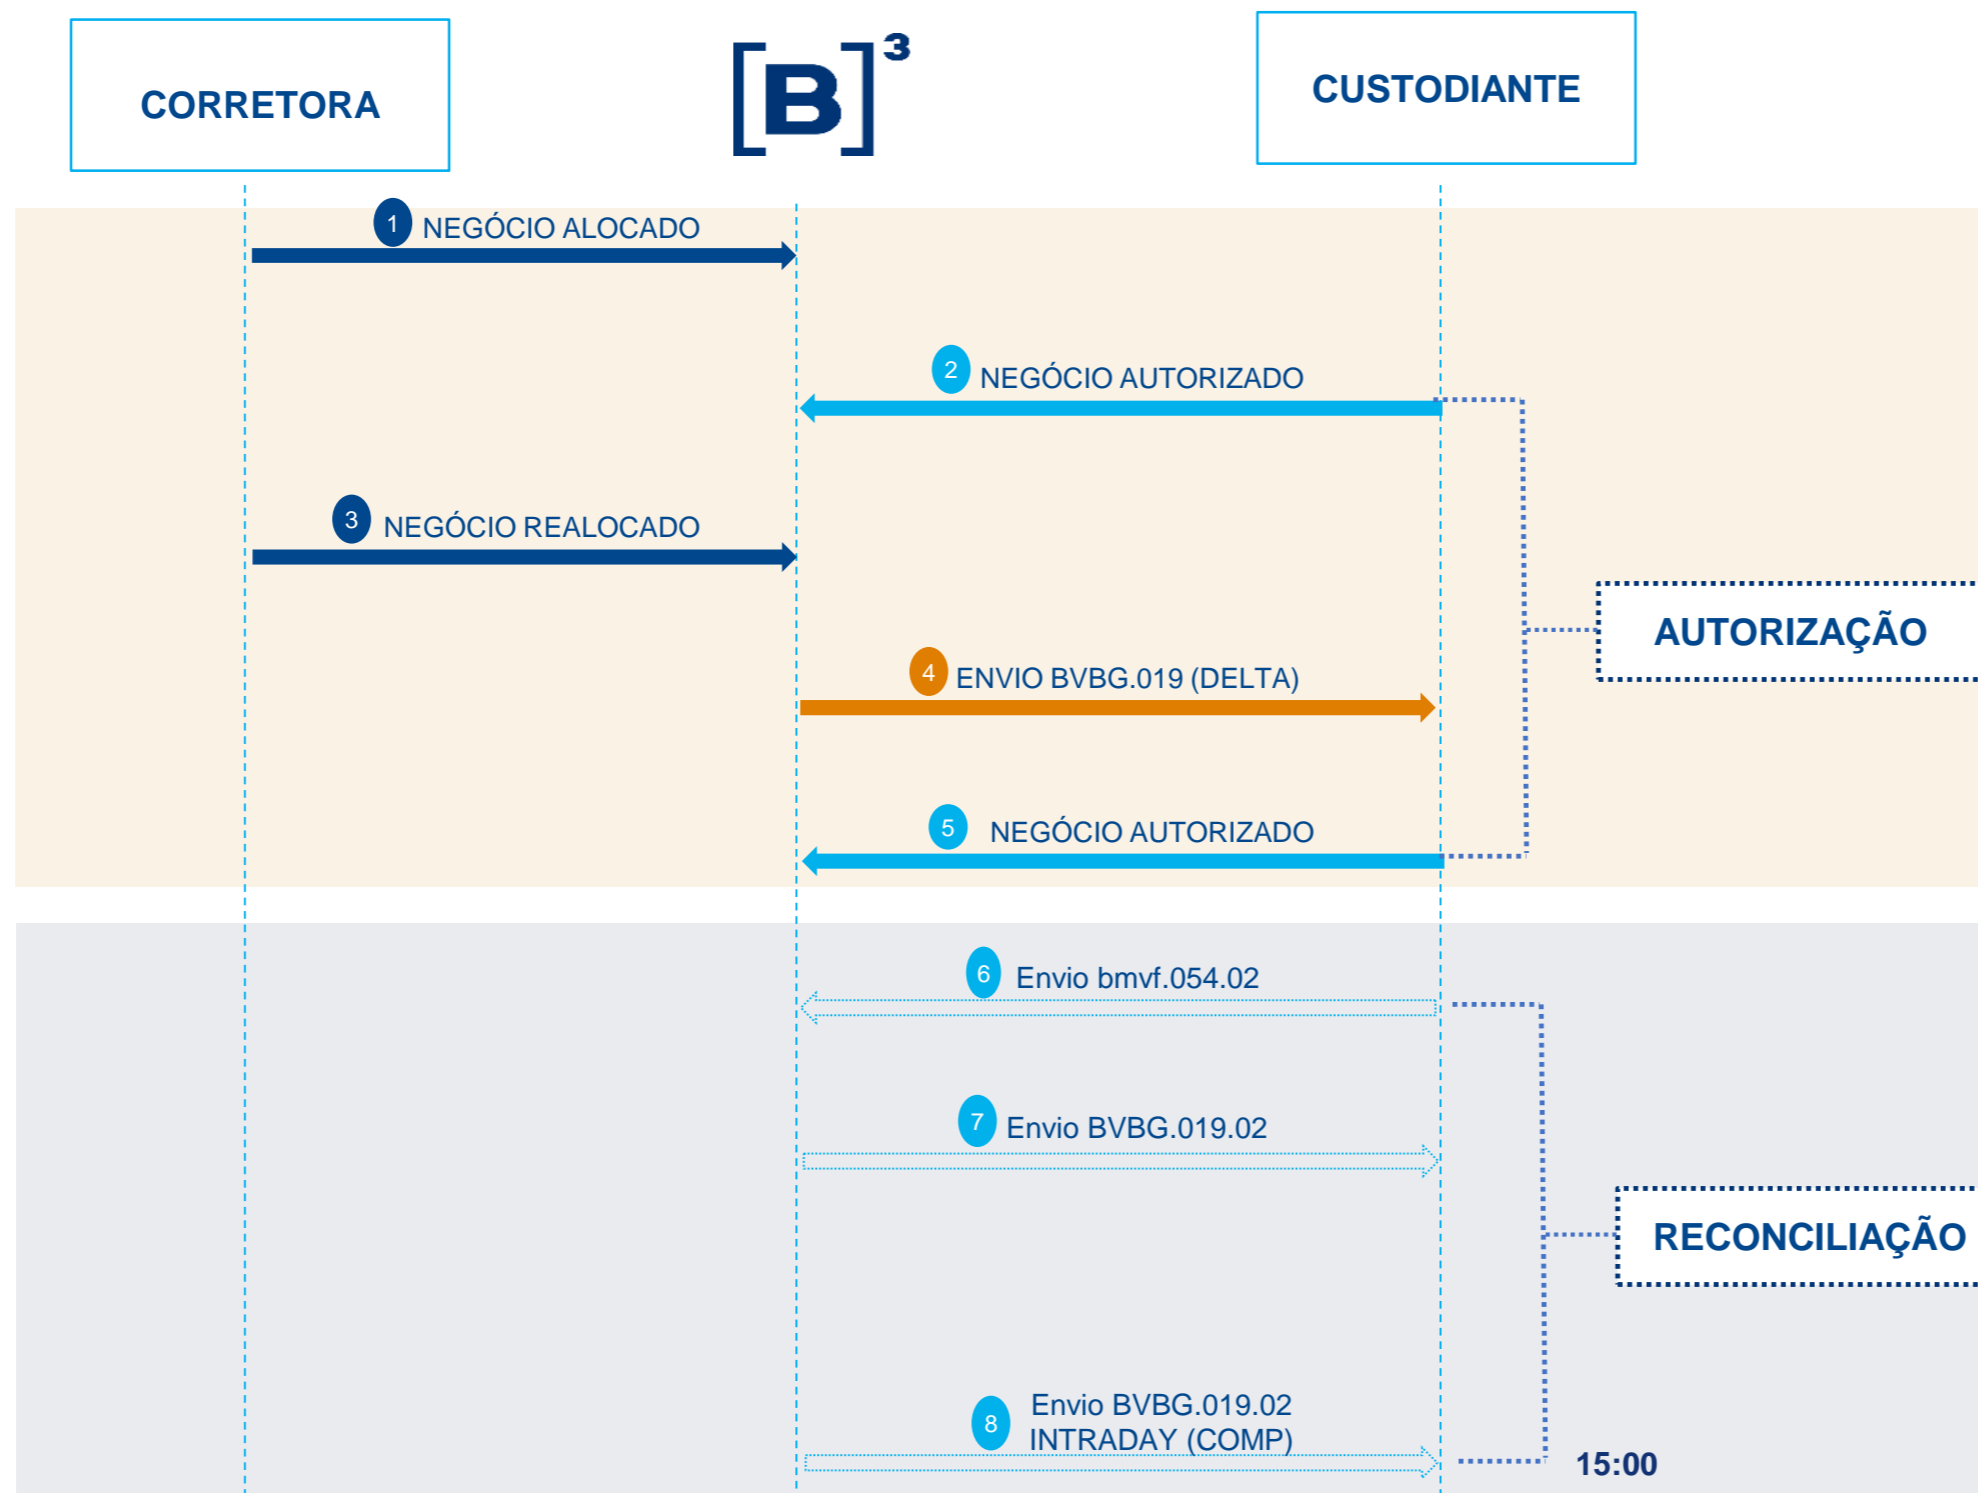 CORRETORA
[B]³
CUSTODIANTE
1 NEGÓCIO ALOCADO
2 NEGÓCIO AUTORIZADO
3 NEGÓCIO REALOCADO
AUTORIZAÇÃO
4 ENVIO BVBG.019 (DELTA)
5 NEGÓCIO AUTORIZADO
6 Envio bmvf.054.02
7 Envio BVBG.019.02
RECONCILIAÇÃO
8 Envio BVBG.019.02
INTRADAY (COMP)
15:00